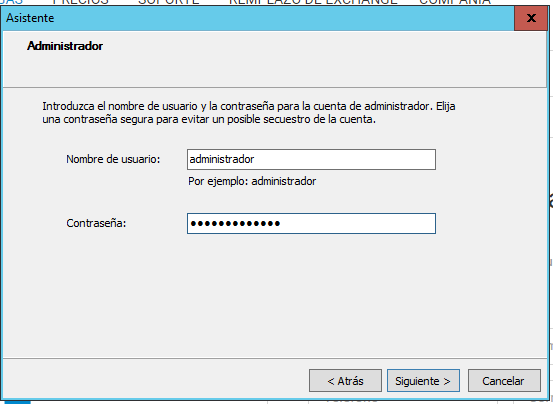 PRECIOS SOPORTE REMPLAZO DE EXCHANGE COMPAÑÍA
Asistente x
Administrador
Introduzca el nombre de usuario y la contraseña para la cuenta de administrador. Elija
una contraseña segura para evitar un posible secuestro de la cuenta.
Nombre de usuario: administrador
Por ejemplo: administrador
Contraseña: •••••••••••••
< Atrás Siguiente > Cancelar